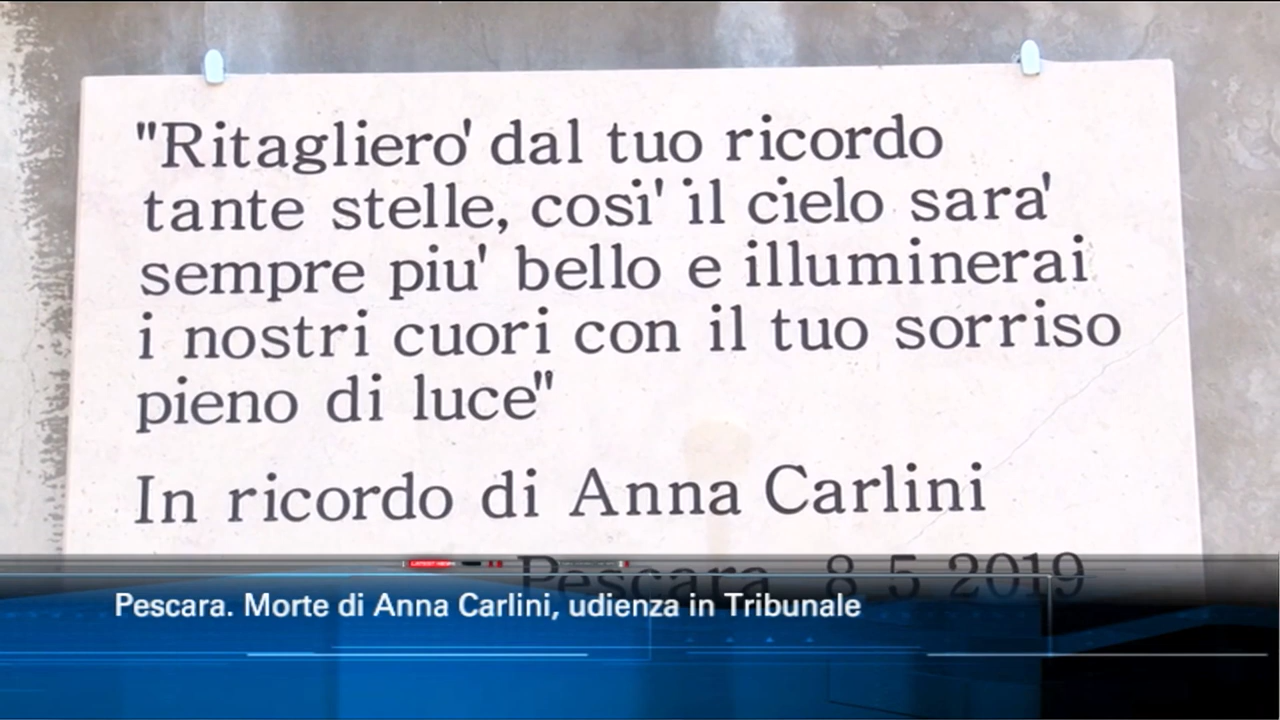 "Ritagliero' dal tuo ricordo
tante stelle, cosi' il cielo sara'
sempre piu' bello e illuminerai
i nostri cuori con il tuo sorriso
pieno di luce"
In ricordo di Anna Carlini
Pescara 8 5 2019
LATEST NEWS
Pescara. Morte di Anna Carlini, udienza in Tribunale